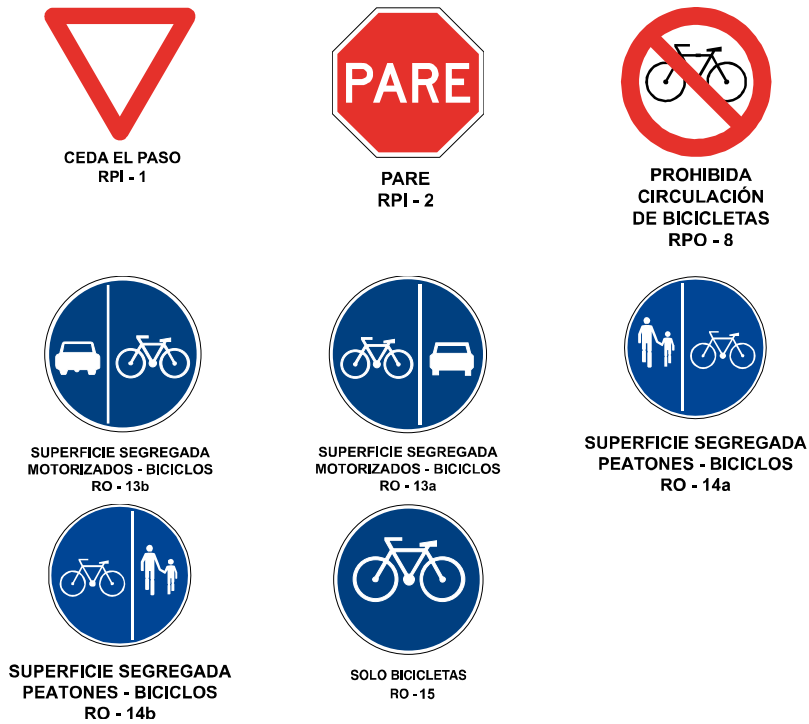 CEDA EL PASO
RPI - 1
PARE
PARE
RPI - 2
PROHIBIDA
CIRCULACIÓN
DE BICICLETAS
RPO - 8
SUPERFICIE SEGREGADA
MOTORIZADOS - BICICLOS
RO - 13b
SUPERFICIE SEGREGADA
MOTORIZADOS - BICICLOS
RO - 13a
SUPERFICIE SEGREGADA
PEATONES - BICICLOS
RO - 14a
SUPERFICIE SEGREGADA
PEATONES - BICICLOS
RO - 14b
SOLO BICICLETAS
RO - 15